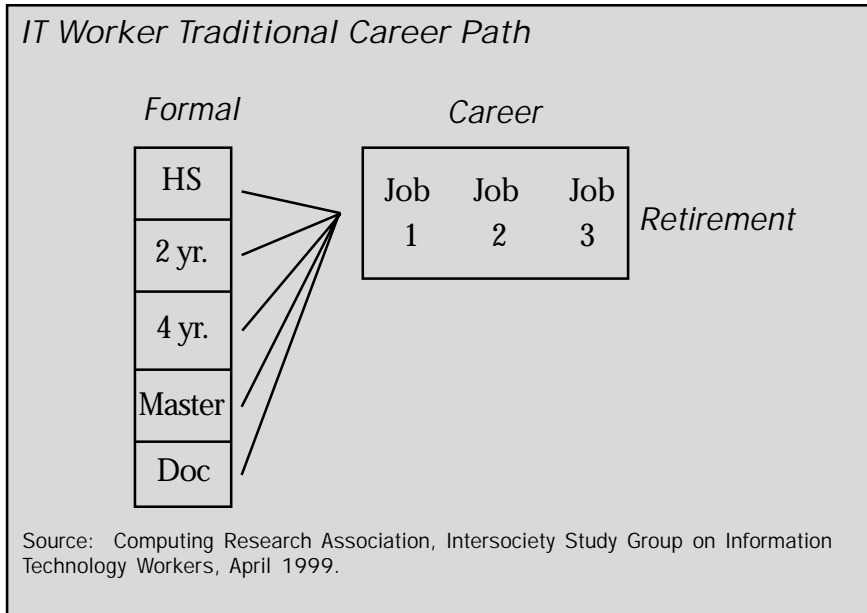 IT Worker Traditional Career Path
Formal
Career
HS
2 yr.
4 yr.
Master
Doc
Job Job Job
1 2 3
Retirement
Source: Computing Research Association, Intersociety Study Group on Information
Technology Workers, April 1999.